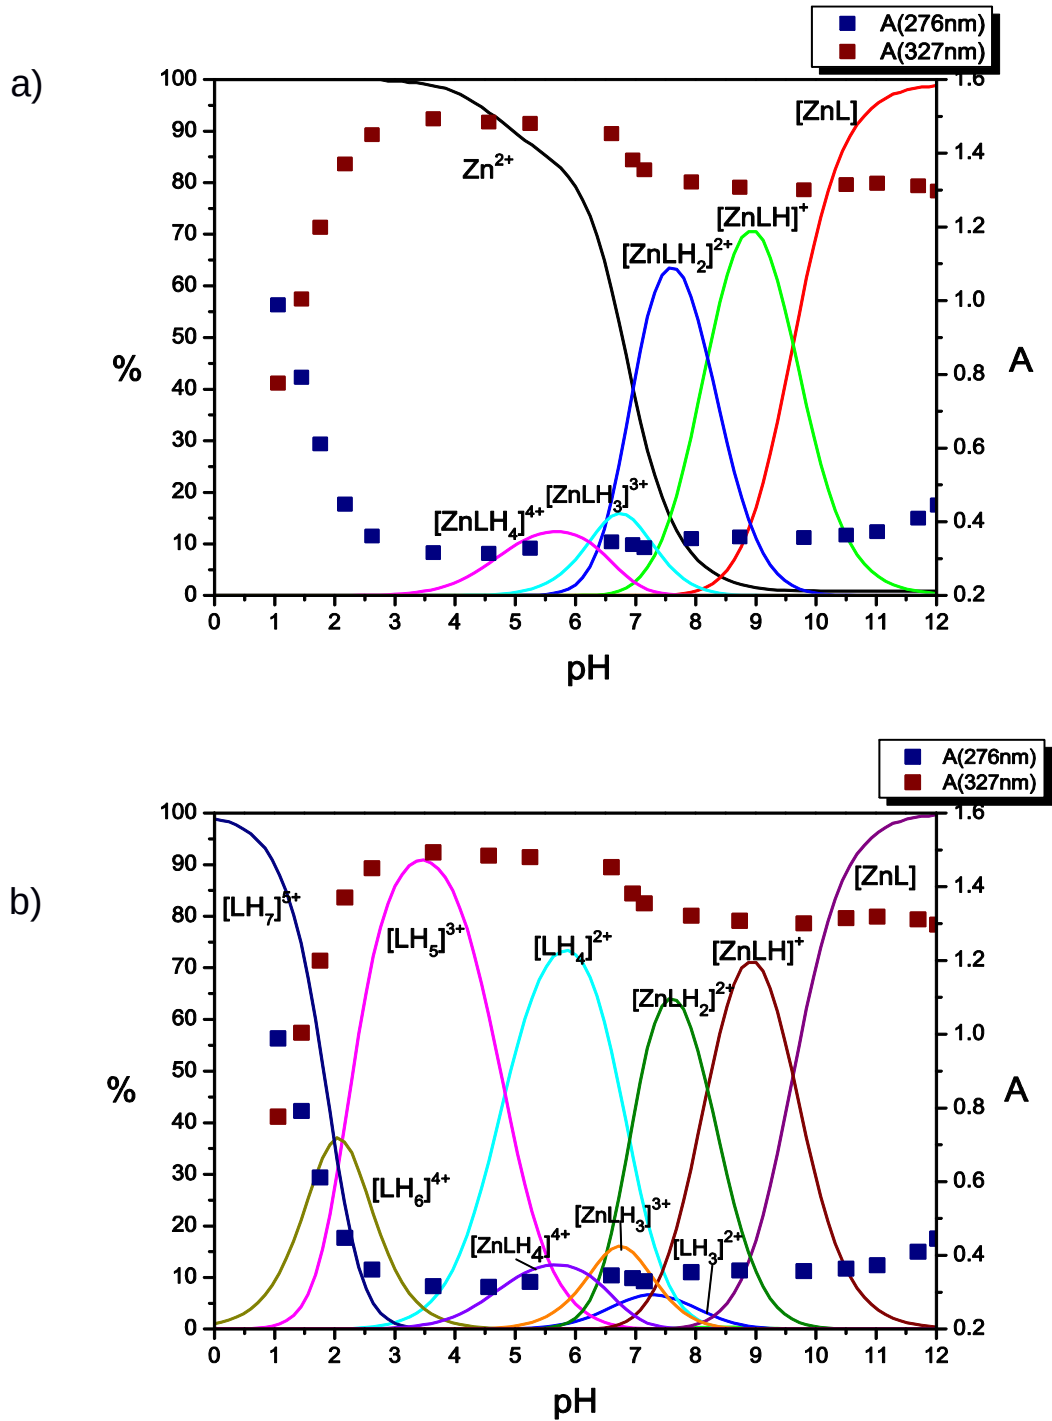 A(276nm)
A(327nm)
a)
100
90
80
70
60
50
40
30
20
10
0
%
1.6
1.4
1.2
1.0
0.8
0.6
0.4
0.2
A
Zn²⁺
[ZnL]
[ZnLH]⁺
[ZnLH₂]²⁺
[ZnLH₃]³⁺
[ZnLH₄]⁴⁺
0 1 2 3 4 5 6 7 8 9 10 11 12
pH
A(276nm)
A(327nm)
b)
100
90
80
70
60
50
40
30
20
10
0
%
1.6
1.4
1.2
1.0
0.8
0.6
0.4
0.2
A
[LH₇]⁵⁺
[LH₅]³⁺
[LH₄]²⁺
[ZnL]
[ZnLH]⁺
[ZnLH₂]²⁺
[LH₆]⁴⁺
[ZnLH₃]³⁺
[ZnLH₄]⁴⁺
[LH₃]²⁺
0 1 2 3 4 5 6 7 8 9 10 11 12
pH